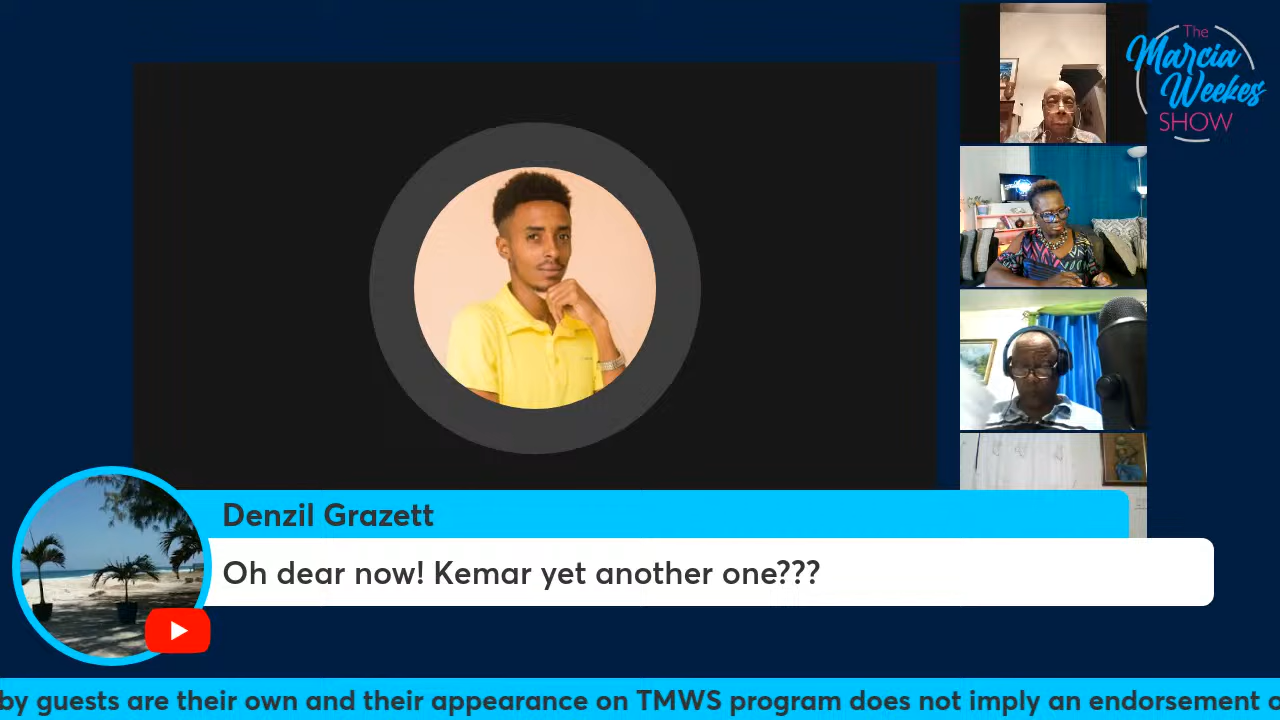 The
Marcia
Weekes
SHOW
Denzil Grazett
Oh dear now! Kemar yet another one???
by guests are their own and their appearance on TMWS program does not imply an endorsement